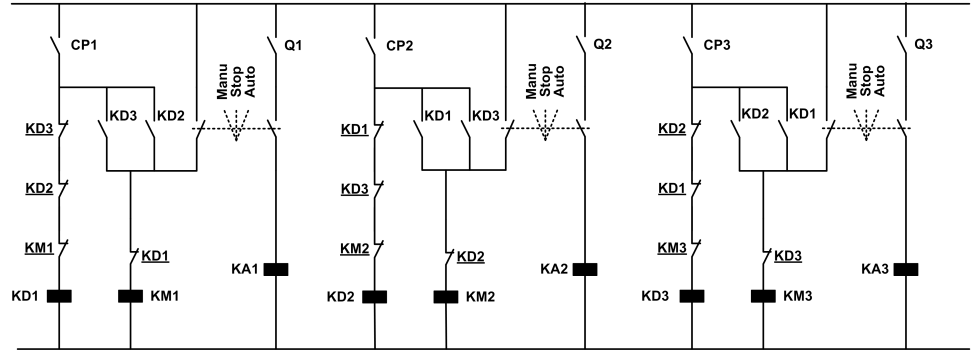 CP1
Q1
Manu
Stop
Auto
KD3
KD3
KD2
KD2
KM1
KD1
KA1
KD1
KM1
CP2
Q2
Manu
Stop
Auto
KD1
KD1
KD3
KD3
KM2
KD2
KA2
KD2
KM2
CP3
Q3
Manu
Stop
Auto
KD2
KD2
KD1
KD1
KM3
KD3
KA3
KD3
KM3